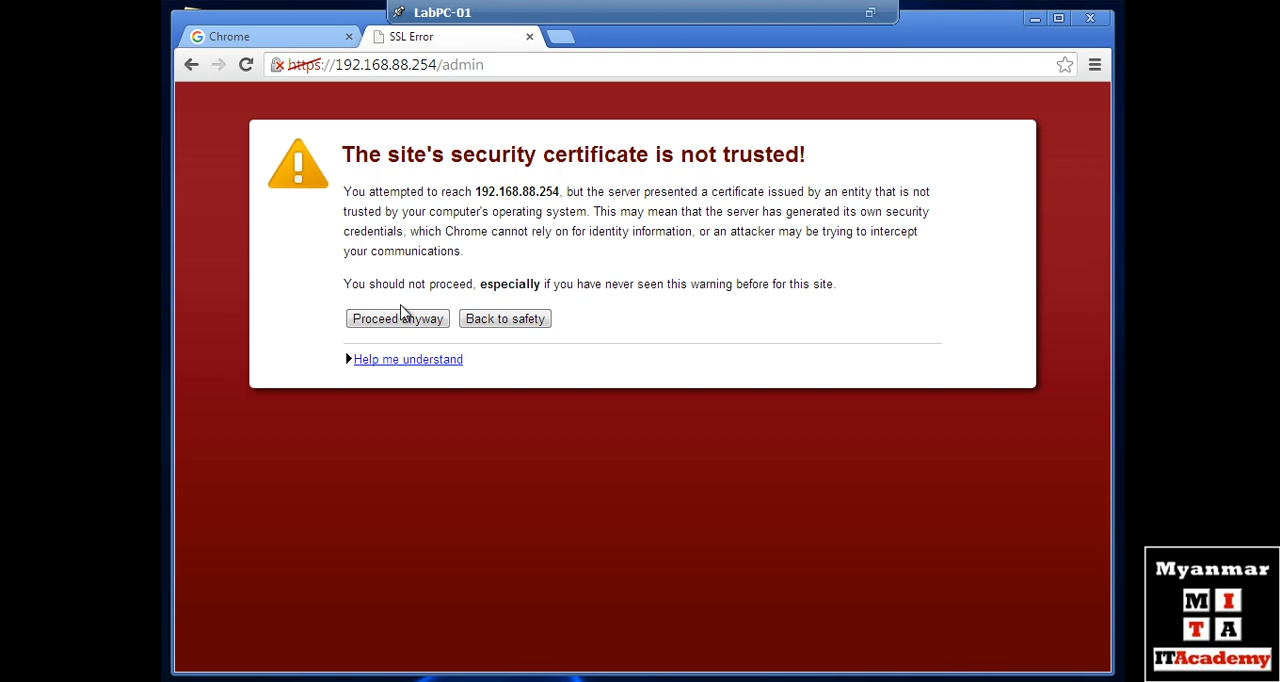 LabPC-01
Chrome
SSL Error
https://192.168.88.254/admin
The site's security certificate is not trusted!
You attempted to reach 192.168.88.254, but the server presented a certificate issued by an entity that is not
trusted by your computer's operating system. This may mean that the server has generated its own security
credentials, which Chrome cannot rely on for identity information, or an attacker may be trying to intercept
your communications.
You should not proceed, especially if you have never seen this warning before for this site.
Proceed anyway
Back to safety
Help me understand
Myanmar
M I
T A
ITAcademy